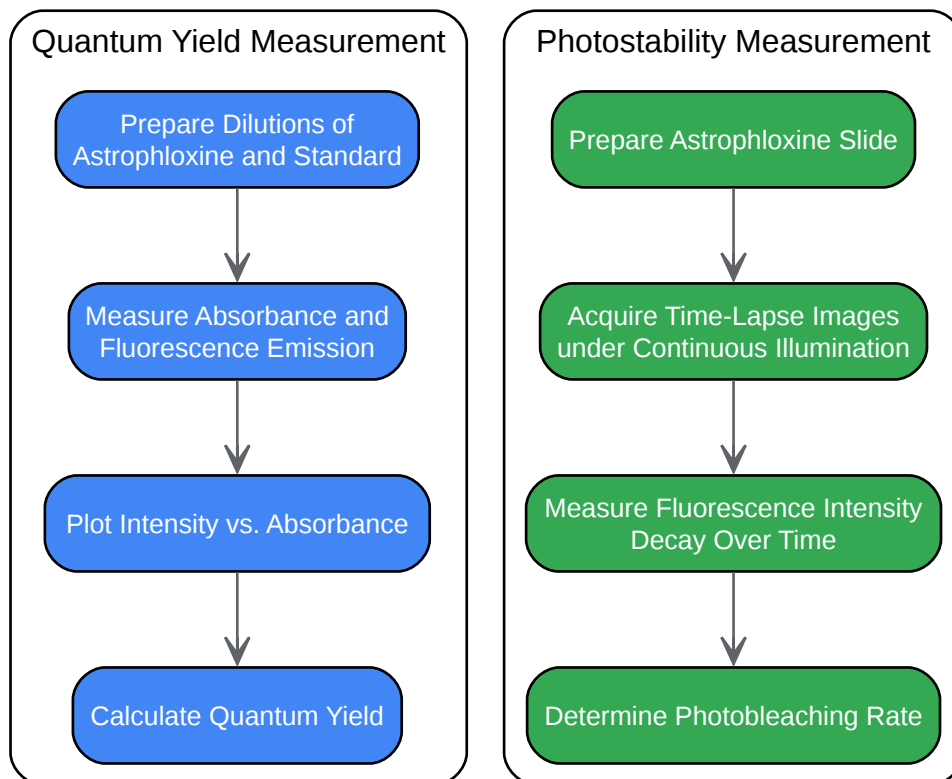 Quantum Yield Measurement
Prepare Dilutions of
Astrophloxine and Standard
Measure Absorbance and
Fluorescence Emission
Plot Intensity vs. Absorbance
Calculate Quantum Yield
Photostability Measurement
Prepare Astrophloxine Slide
Acquire Time-Lapse Images
under Continuous Illumination
Measure Fluorescence Intensity
Decay Over Time
Determine Photobleaching Rate